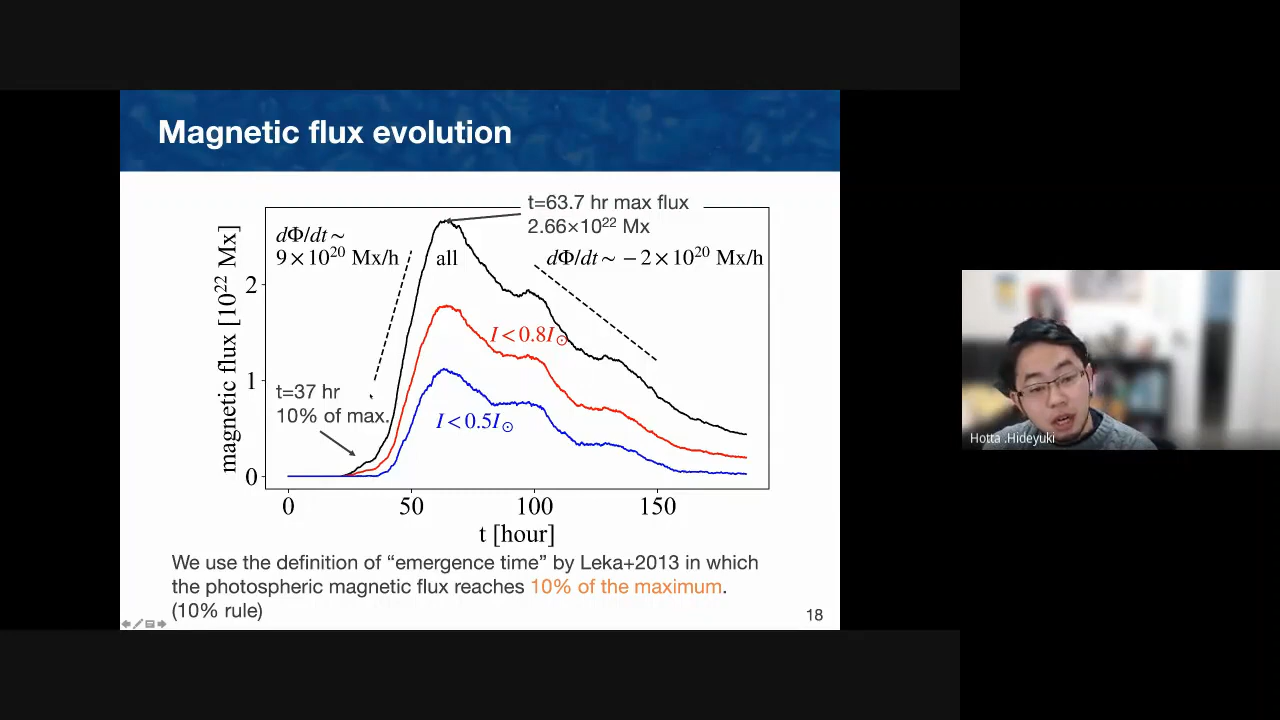 Magnetic flux evolution
t=63.7 hr max flux
2.66×10²² Mx
dΦ/dt ~
9×10²⁰ Mx/h
all
dΦ/dt ~ −2×10²⁰ Mx/h
magnetic flux [10²² Mx]
2
1
0
I<0.8I⊙
t=37 hr
10% of max.
I<0.5I⊙
0 50 100 150
t [hour]
We use the definition of “emergence time” by Leka+2013 in which
the photospheric magnetic flux reaches 10% of the maximum.
(10% rule)
18
Hotta .Hideyuki